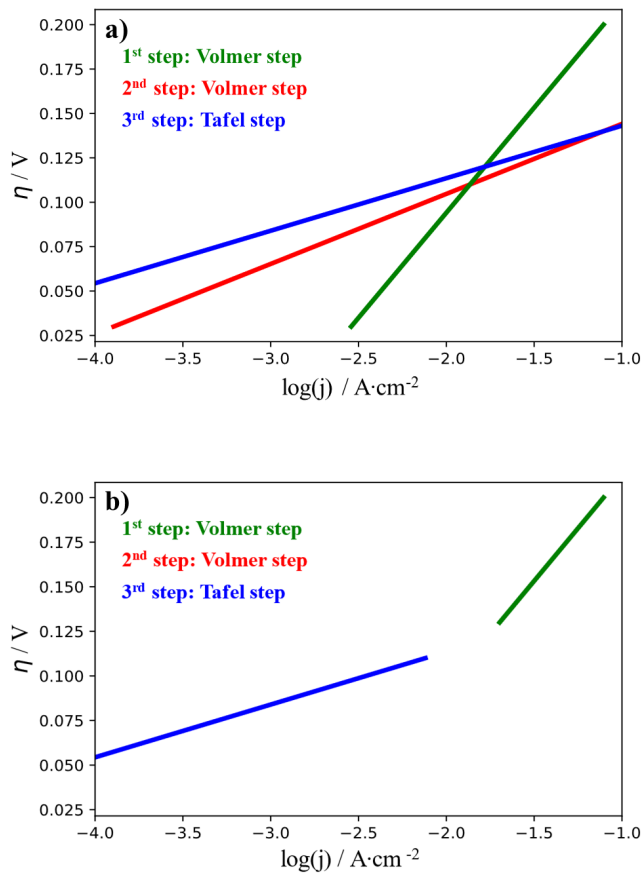 a)
1st step: Volmer step
2nd step: Volmer step
3rd step: Tafel step
0.200
0.175
0.150
0.125
0.100
0.075
0.050
0.025
η / V
−4.0 −3.5 −3.0 −2.5 −2.0 −1.5 −1.0
log(j) / A·cm-2
b)
1st step: Volmer step
2nd step: Volmer step
3rd step: Tafel step
0.200
0.175
0.150
0.125
0.100
0.075
0.050
0.025
η / V
−4.0 −3.5 −3.0 −2.5 −2.0 −1.5 −1.0
log(j) / A·cm-2